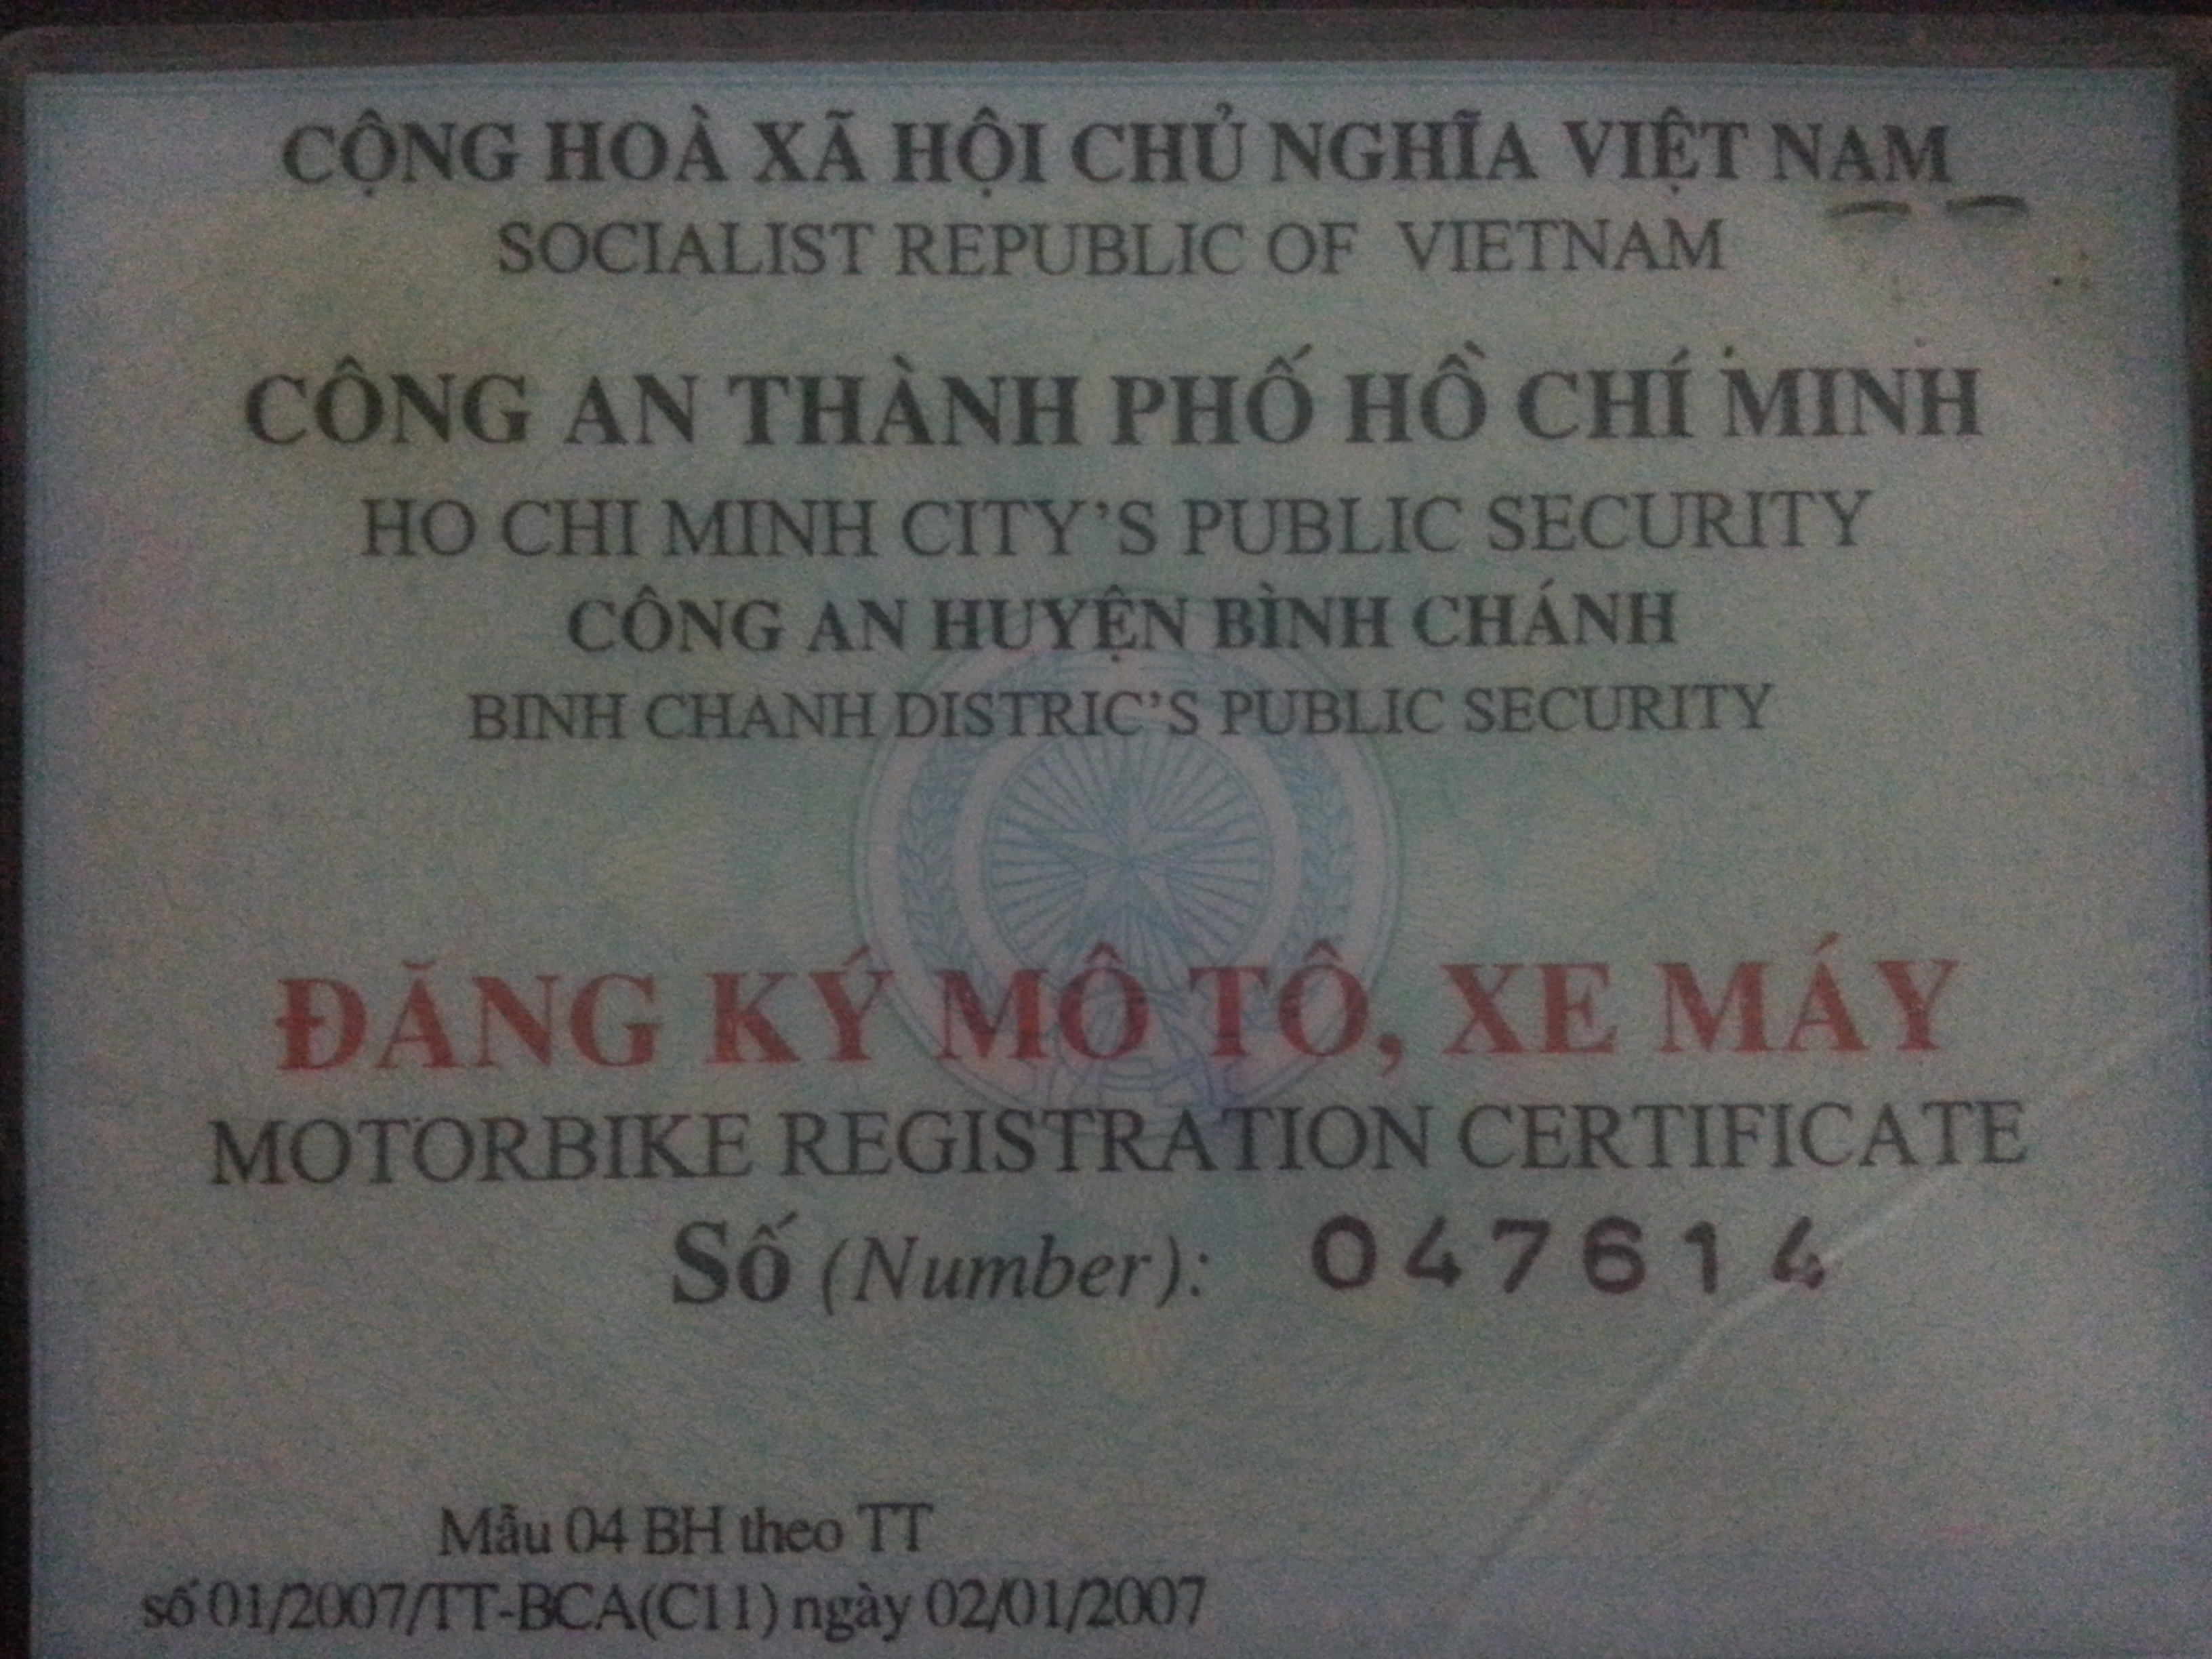 CỘNG HOÀ XÃ HỘI CHỦ NGHĨA VIỆT NAM
SOCIALIST REPUBLIC OF VIETNAM
CÔNG AN THÀNH PHỐ HỒ CHÍ MINH
HO CHI MINH CITY'S PUBLIC SECURITY
CÔNG AN HUYỆN BÌNH CHÁNH
BINH CHANH DISTRIC'S PUBLIC SECURITY
ĐĂNG KÝ MÔ TÔ, XE MÁY
MOTORBIKE REGISTRATION CERTIFICATE
Số (Number): 047614
Mẫu 04 BH theo TT
số 01/2007/TT-BCA(C11) ngày 02/01/2007